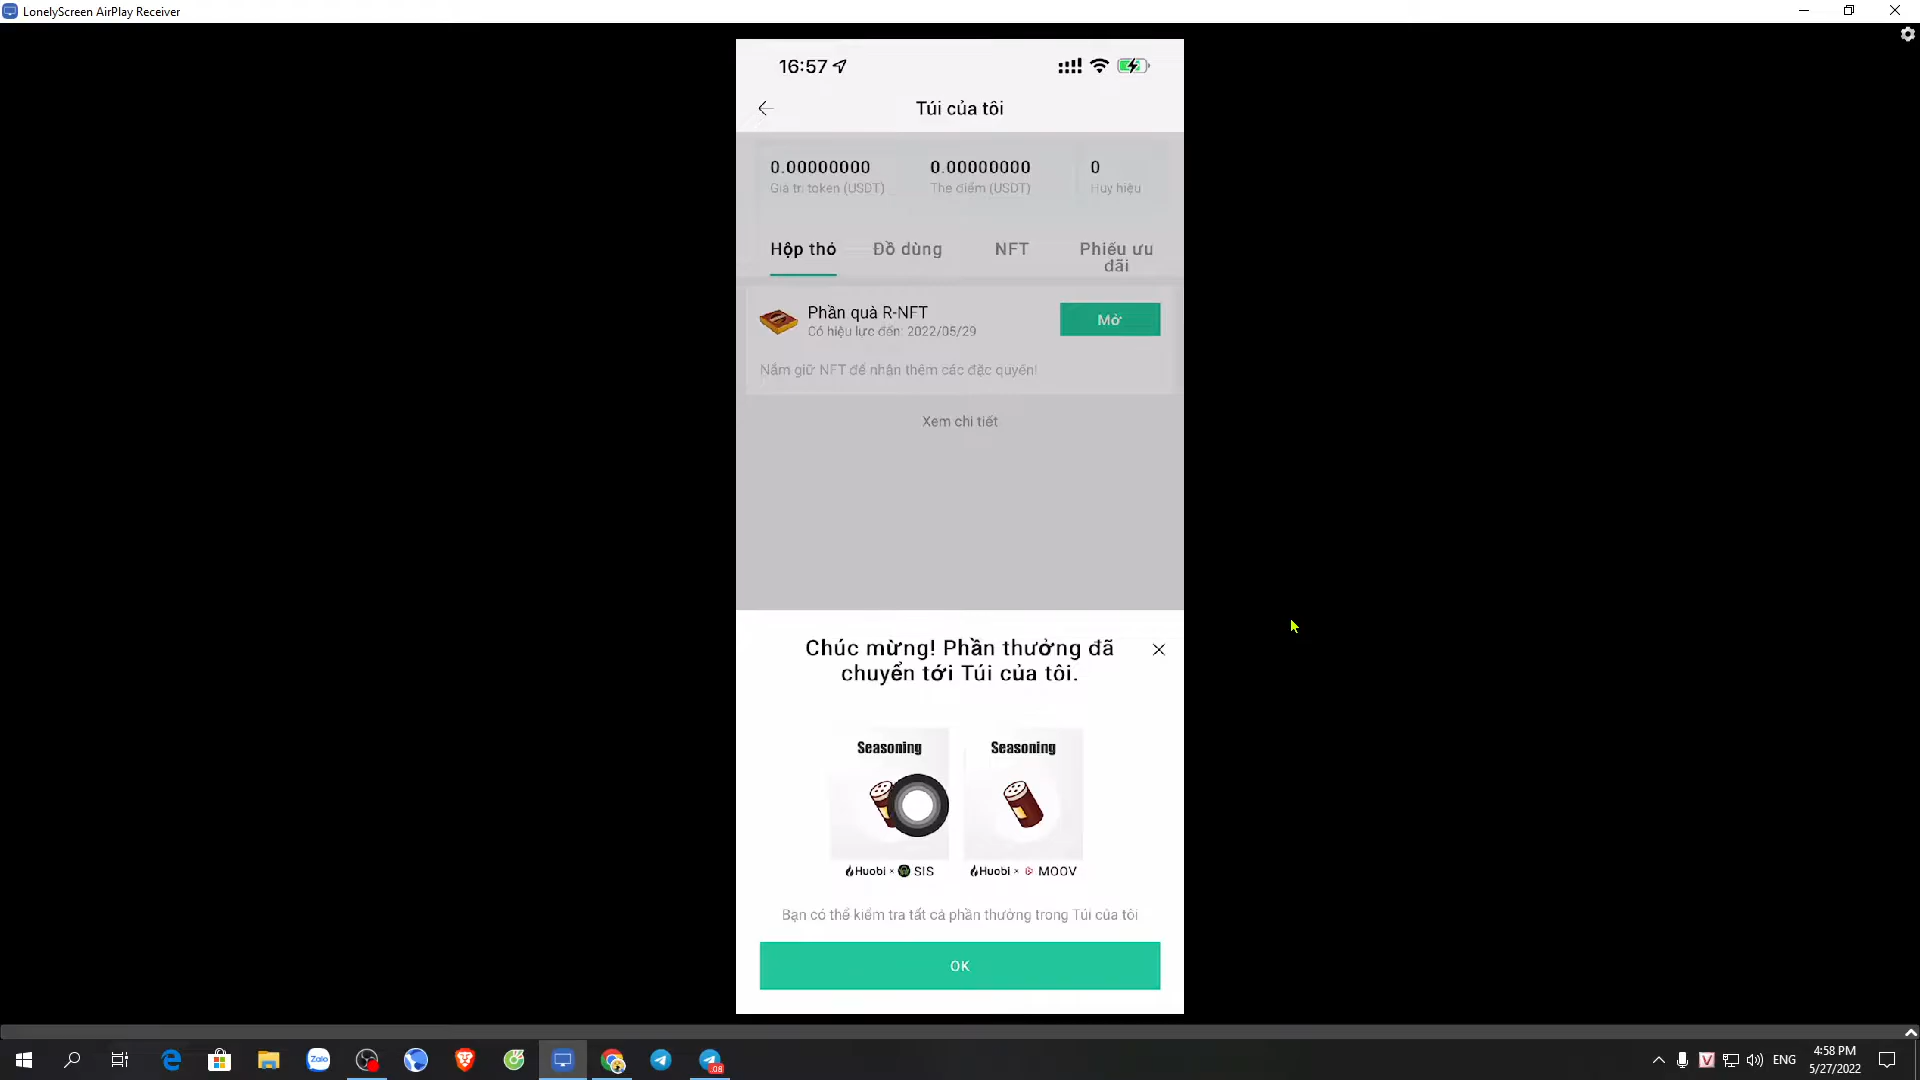 LonelyScreen AirPlay Receiver
16:57
Túi của tôi
0.00000000 0.00000000 0
Giá trị token (USDT) Thẻ điểm (USDT) Huy hiệu
Hộp thỏ Đồ dùng NFT Phiếu ưu đãi
Phần quà R-NFT
Mở
Có hiệu lực đến: 2022/05/29
Nắm giữ NFT để nhận thêm các đặc quyền!
Xem chi tiết
Chúc mừng! Phần thưởng đã
chuyển tới Túi của tôi.
Seasoning Seasoning
Huobi × SIS Huobi × MOOV
Bạn có thể kiểm tra tất cả phần thưởng trong Túi của tôi
OK
Zalo
.08
V
ENG
4:58 PM
5/27/2022